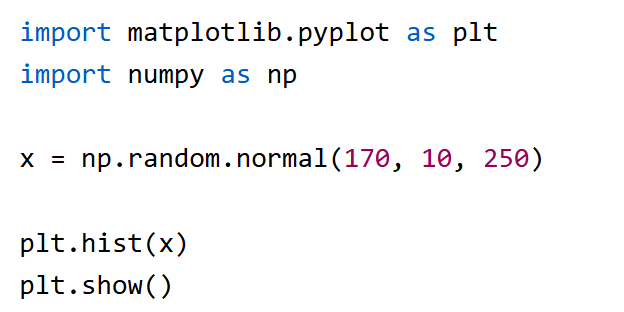 import matplotlib.pyplot as plt
import numpy as np
x = np.random.normal(170, 10, 250)
plt.hist(x)
plt.show()